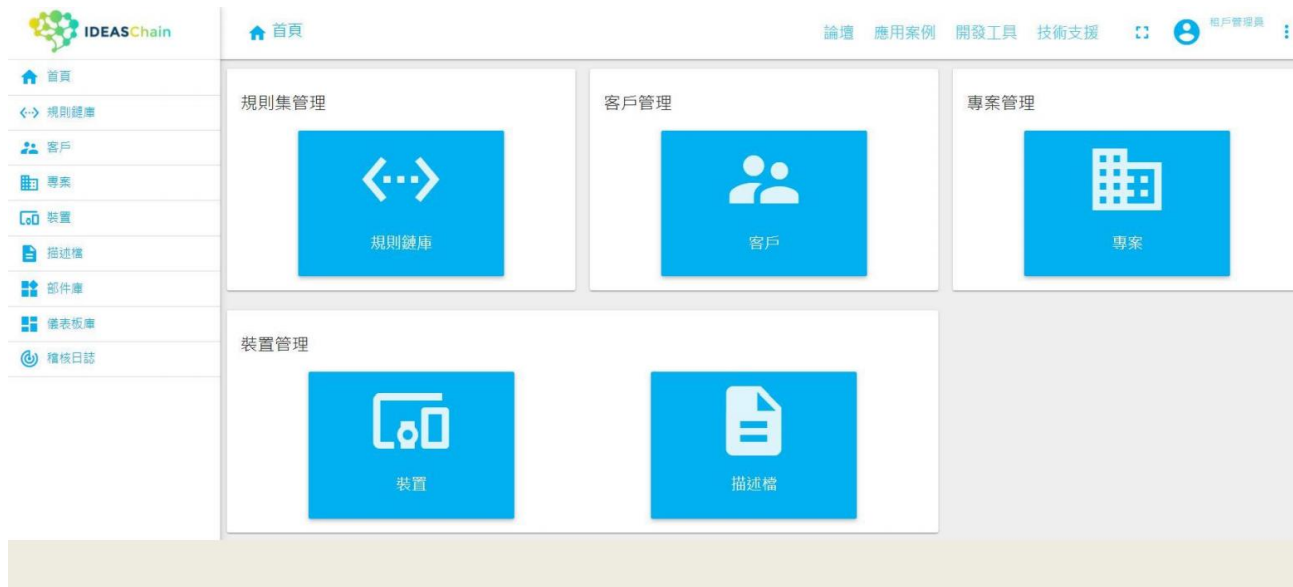 IDEASChain
首頁
論壇 應用案例 開發工具 技術支援
租戶管理員
首頁
規則鏈庫
客戶
專案
裝置
描述檔
部件庫
儀表板庫
稽核日誌
規則集管理
規則鏈庫
客戶管理
客戶
專案管理
專案
裝置管理
裝置
描述檔